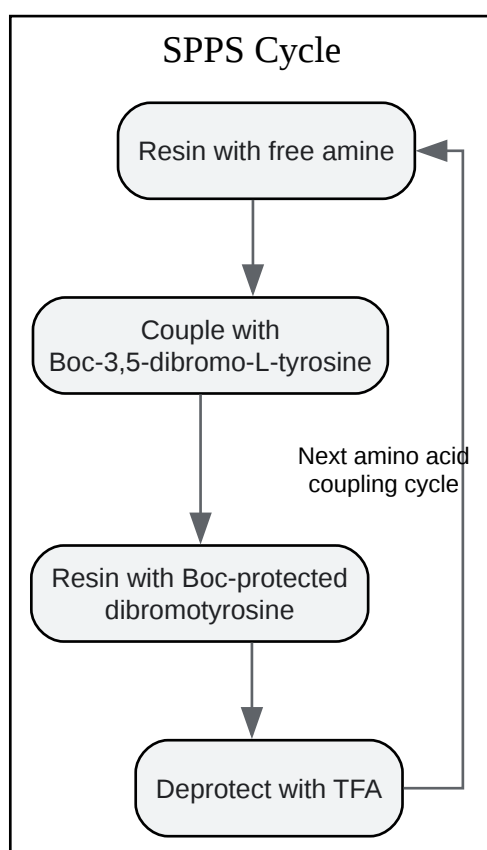 SPPS Cycle
Resin with free amine
Couple with
Boc-3,5-dibromo-L-tyrosine
Next amino acid
coupling cycle
Resin with Boc-protected
dibromotyrosine
Deprotect with TFA